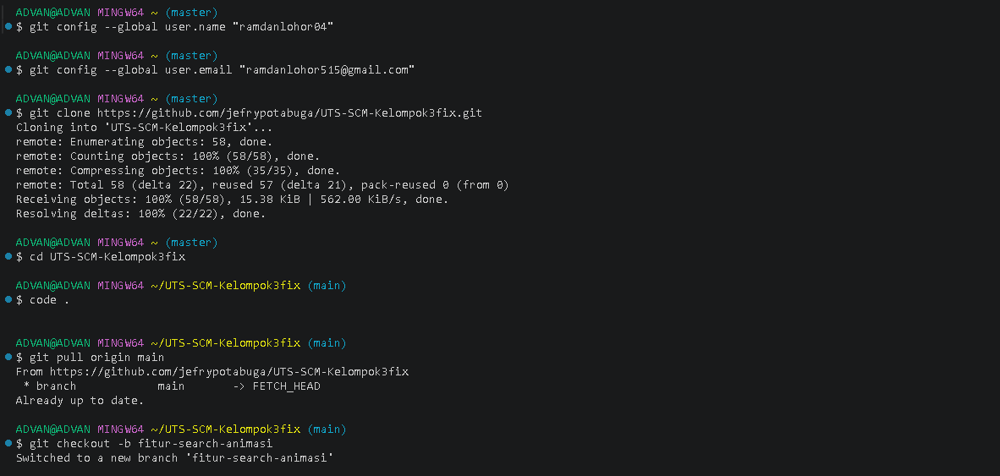 ADVAN@ADVAN MINGW64 ~ (master)
$ git config --global user.name "ramdanlohor04"
ADVAN@ADVAN MINGW64 ~ (master)
$ git config --global user.email "ramdanlohor515@gmail.com"
ADVAN@ADVAN MINGW64 ~ (master)
$ git clone https://github.com/jefrypotabuga/UTS-SCM-Kelompok3fix.git
Cloning into 'UTS-SCM-Kelompok3fix'...
remote: Enumerating objects: 58, done.
remote: Counting objects: 100% (58/58), done.
remote: Compressing objects: 100% (35/35), done.
remote: Total 58 (delta 22), reused 57 (delta 21), pack-reused 0 (from 0)
Receiving objects: 100% (58/58), 15.38 KiB | 562.00 KiB/s, done.
Resolving deltas: 100% (22/22), done.
ADVAN@ADVAN MINGW64 ~ (master)
$ cd UTS-SCM-Kelompok3fix
ADVAN@ADVAN MINGW64 ~/UTS-SCM-Kelompok3fix (main)
$ code .
ADVAN@ADVAN MINGW64 ~/UTS-SCM-Kelompok3fix (main)
$ git pull origin main
From https://github.com/jefrypotabuga/UTS-SCM-Kelompok3fix
 * branch            main       -> FETCH_HEAD
Already up to date.
ADVAN@ADVAN MINGW64 ~/UTS-SCM-Kelompok3fix (main)
$ git checkout -b fitur-search-animasi
Switched to a new branch 'fitur-search-animasi'